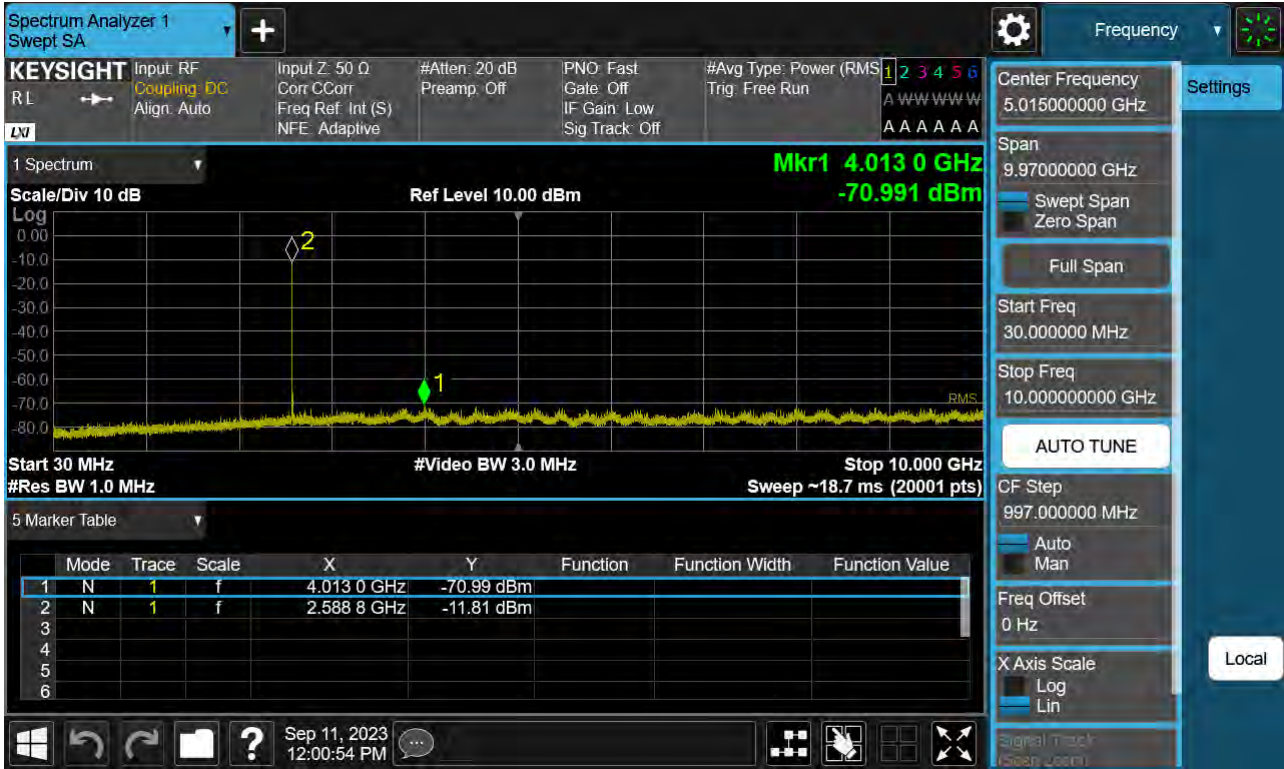 Spectrum Analyzer 1
Swept SA
+
Frequency
KEYSIGHT
RL
LXI
Input: RF
Coupling: DC
Align: Auto
Input Z: 50 Ω
Corr CCorr
Freq Ref: Int (S)
NFE: Adaptive
#Atten: 20 dB
Preamp: Off
PNO: Fast
Gate: Off
IF Gain: Low
Sig Track: Off
#Avg Type: Power (RMS
Trig: Free Run
1 2 3 4 5 6
A W W W W W
A A A A A A
1 Spectrum
Scale/Div 10 dB
Ref Level 10.00 dBm
Mkr1 4.013 0 GHz
-70.991 dBm
Log
0.00
-10.0
-20.0
-30.0
-40.0
-50.0
-60.0
-70.0
-80.0
2
1
RMS
Start 30 MHz
#Video BW 3.0 MHz
Stop 10.000 GHz
#Res BW 1.0 MHz
Sweep ~18.7 ms (20001 pts)
5 Marker Table
Mode Trace Scale X Y Function Function Width Function Value
1 N 1 f 4.013 0 GHz -70.99 dBm
2 N 1 f 2.588 8 GHz -11.81 dBm
3
4
5
6
?
Sep 11, 2023
12:00:54 PM
Center Frequency
5.015000000 GHz
Settings
Span
9.97000000 GHz
Swept Span
Zero Span
Full Span
Start Freq
30.000000 MHz
Stop Freq
10.000000000 GHz
AUTO TUNE
CF Step
997.000000 MHz
Auto
Man
Freq Offset
0 Hz
X Axis Scale
Log
Lin
Local
Signal Track
(Span Zoom)